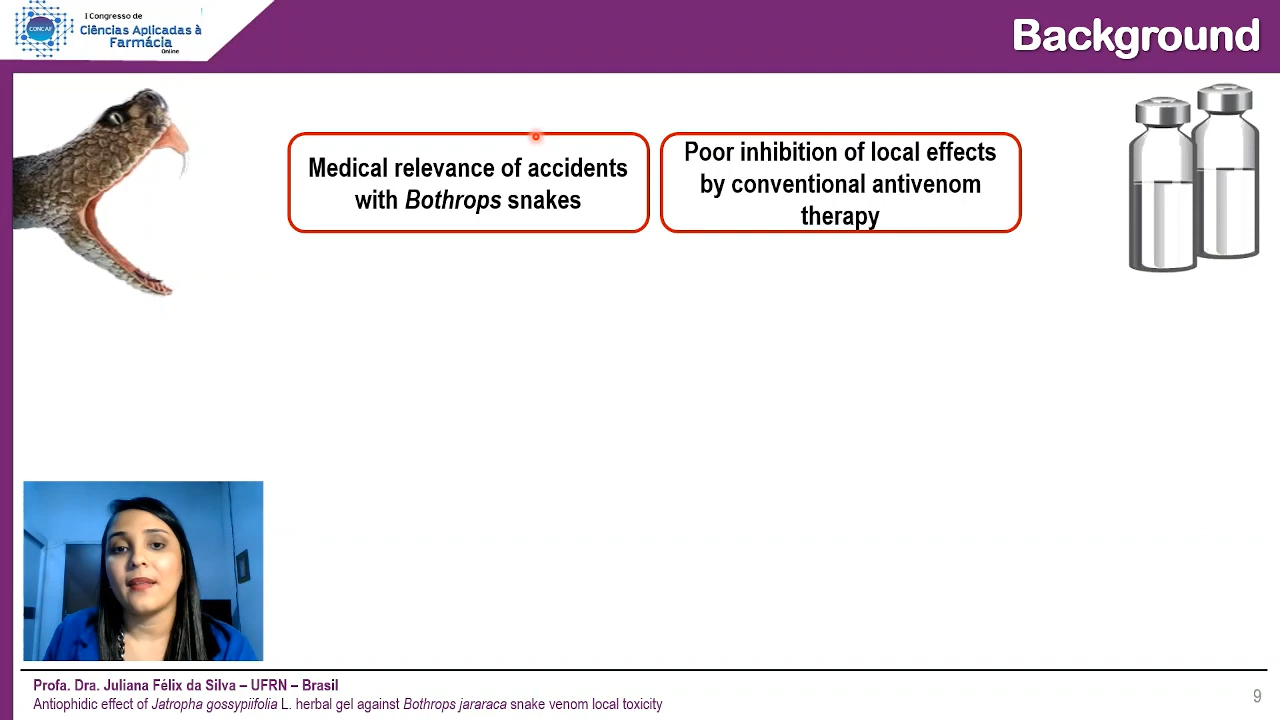 I Congresso de
Ciências Aplicadas à
Farmácia
Online
CONCAF
Background
Medical relevance of accidents
with Bothrops snakes
Poor inhibition of local effects
by conventional antivenom
therapy
Profa. Dra. Juliana Félix da Silva – UFRN – Brasil
Antiophidic effect of Jatropha gossypiifolia L. herbal gel against Bothrops jararaca snake venom local toxicity
9